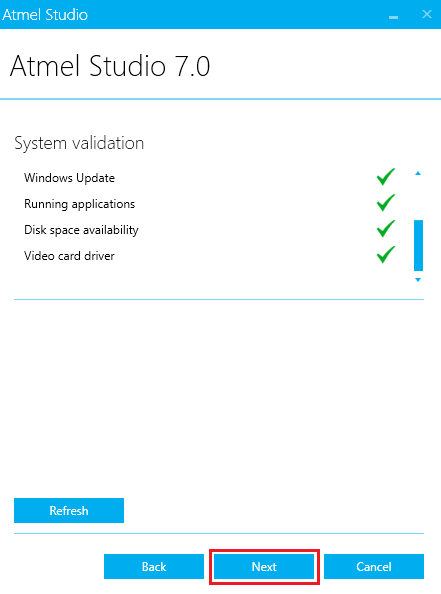 Atmel Studio
Atmel Studio 7.0
System validation
Windows Update
Running applications
Disk space availability
Video card driver
Refresh
Back Next Cancel